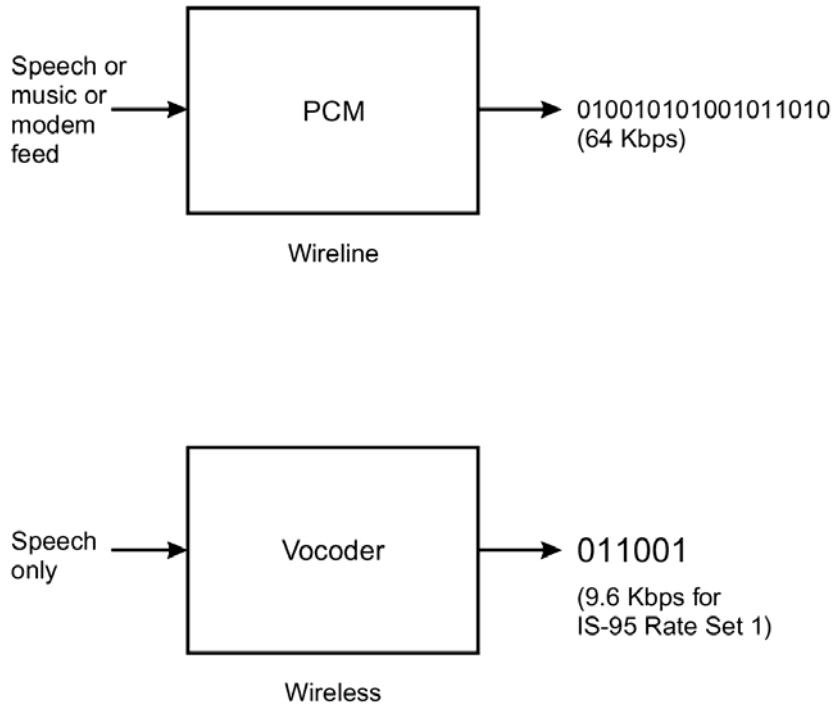 Speech or
music or
modem
feed
PCM
010010101001011010
(64 Kbps)
Wireline
Speech
only
Vocoder
011001
(9.6 Kbps for
IS-95 Rate Set 1)
Wireless